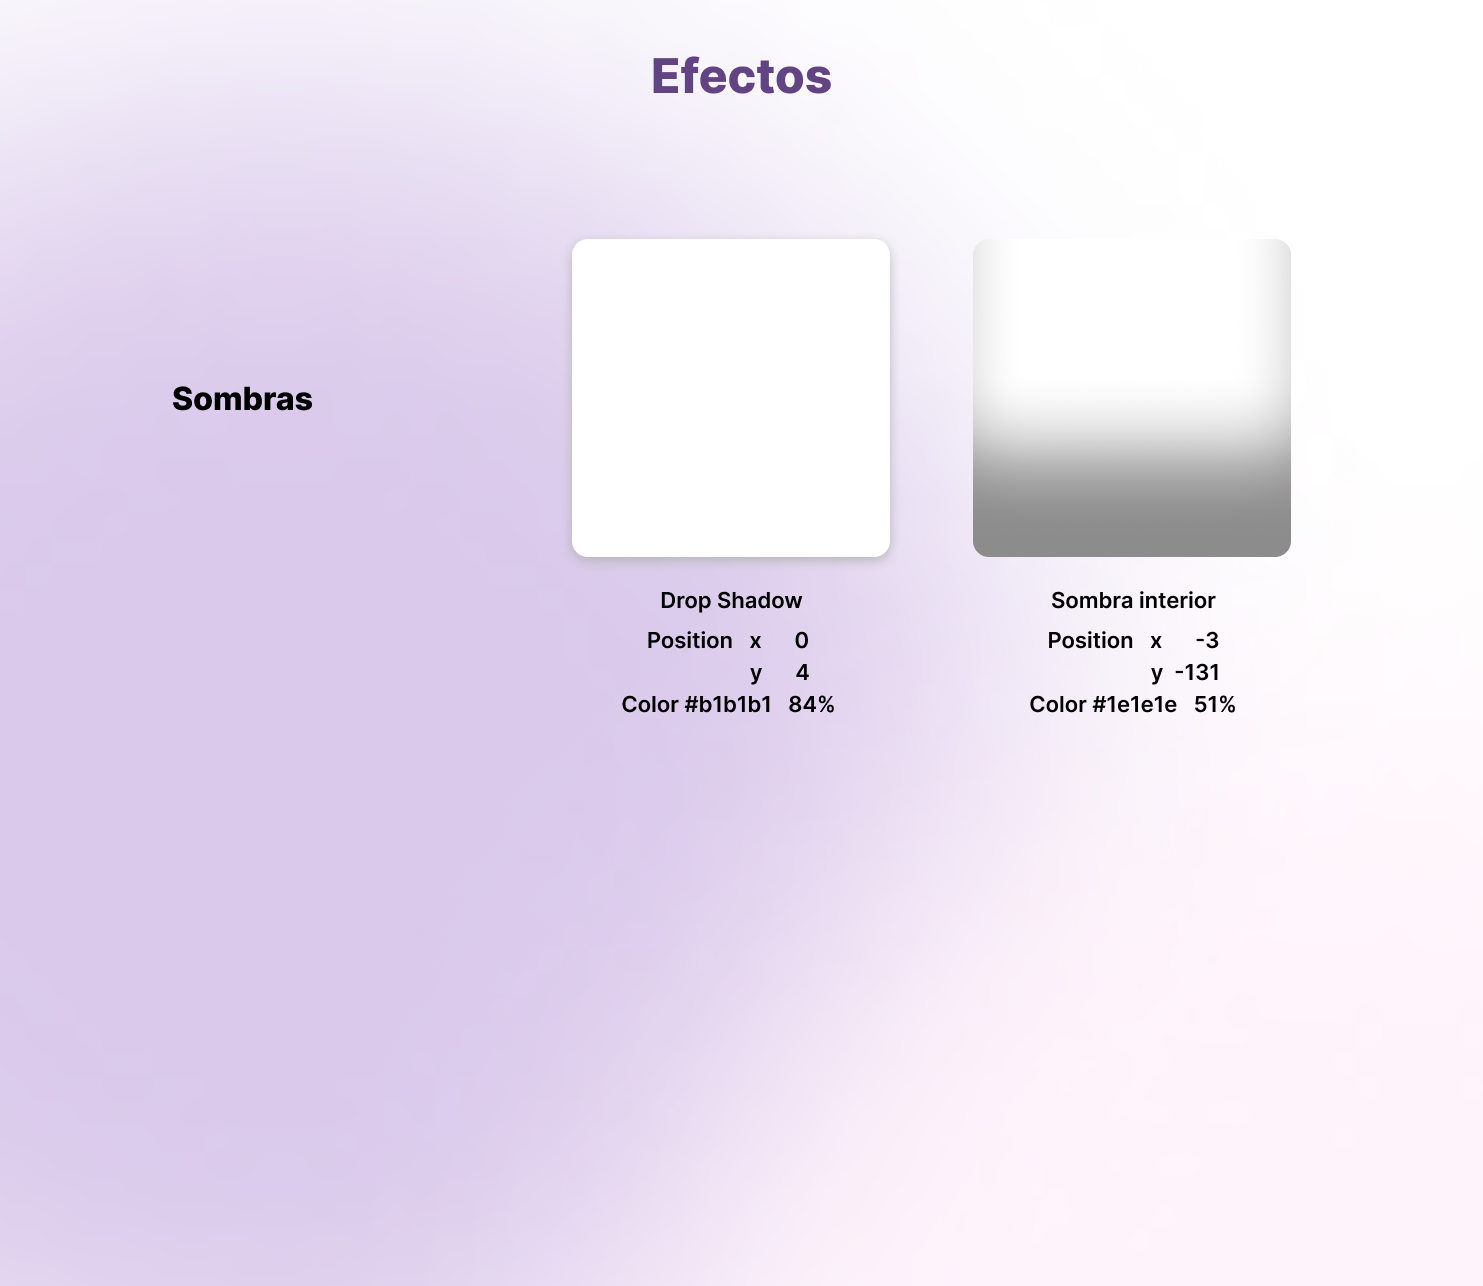 Efectos
Sombras
Drop Shadow
Position x 0
y 4
Color #b1b1b1 84%
Sombra interior
Position x -3
y -131
Color #1e1e1e 51%